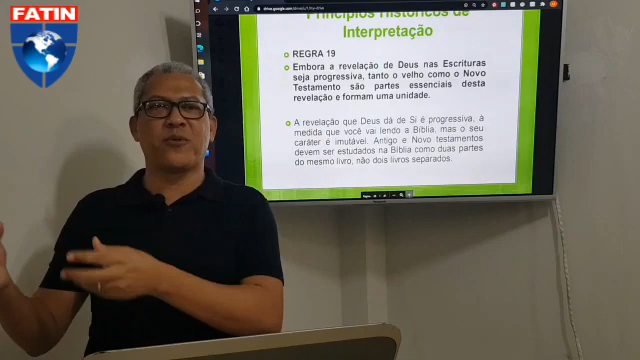 FATIN
Princípios Históricos de
Interpretação
REGRA 19
Embora a revelação de Deus nas Escrituras
seja progressiva, tanto o velho como o Novo
Testamento são partes essenciais desta
revelação e formam uma unidade.
A revelação que Deus dá de Si é progressiva, à
medida que você vai lendo a Bíblia, mas o seu
caráter é imutável. Antigo e Novo testamentos
devem ser estudados na Bíblia como duas partes
do mesmo livro, não dois livros separados.